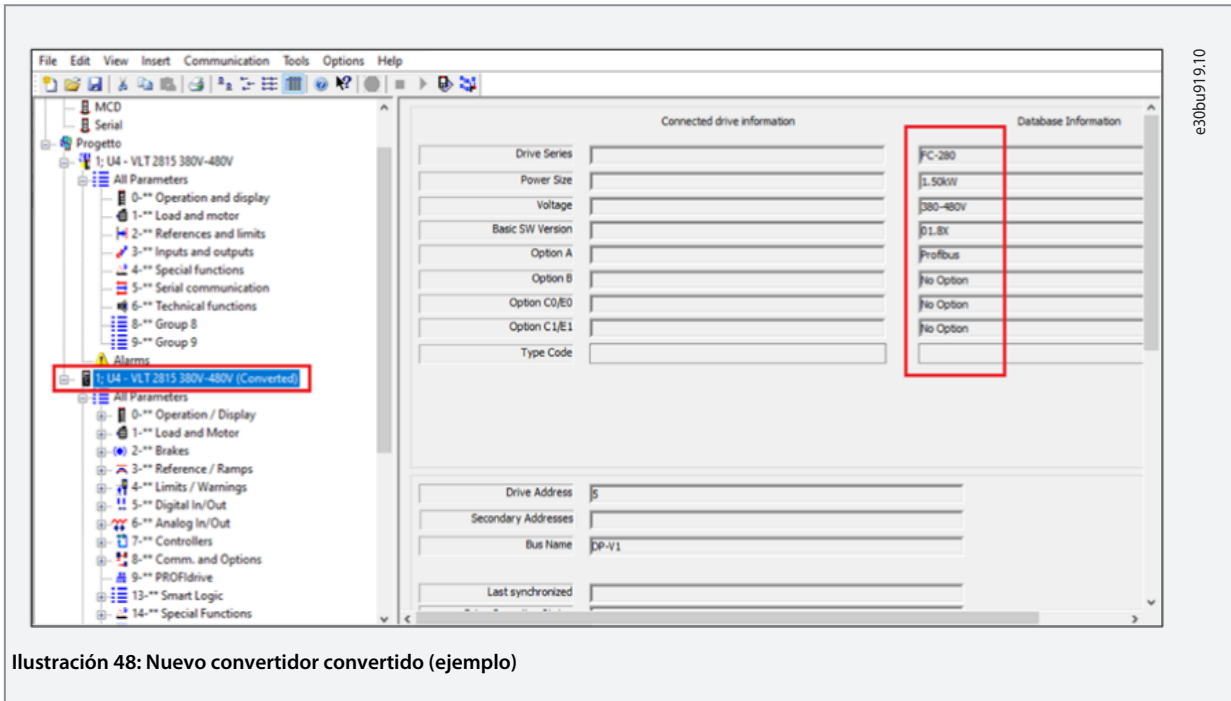 File Edit View Insert Communication Tools Options Help
MCD
Serial
Progetto
1; U4 - VLT 2815 380V-480V
All Parameters
0-** Operation and display
1-** Load and motor
2-** References and limits
3-** Inputs and outputs
4-** Special functions
5-** Serial communication
6-** Technical functions
8-** Group 8
9-** Group 9
Alarms
1; U4 - VLT 2815 380V-480V (Converted)
All Parameters
0-** Operation / Display
1-** Load and Motor
2-** Brakes
3-** Reference / Ramps
4-** Limits / Warnings
5-** Digital In/Out
6-** Analog In/Out
7-** Controllers
8-** Comm. and Options
9-** PROFIdrive
13-** Smart Logic
14-** Special Functions
Connected drive information Database Information
Drive Series FC-280
Power Size 1.50kW
Voltage 380-480V
Basic SW Version 01.8X
Option A Profibus
Option B No Option
Option C0/E0 No Option
Option C1/E1 No Option
Type Code
Drive Address 5
Secondary Addresses
Bus Name DP-V1
Last synchronized
e30bu919.10
Ilustración 48: Nuevo convertidor convertido (ejemplo)